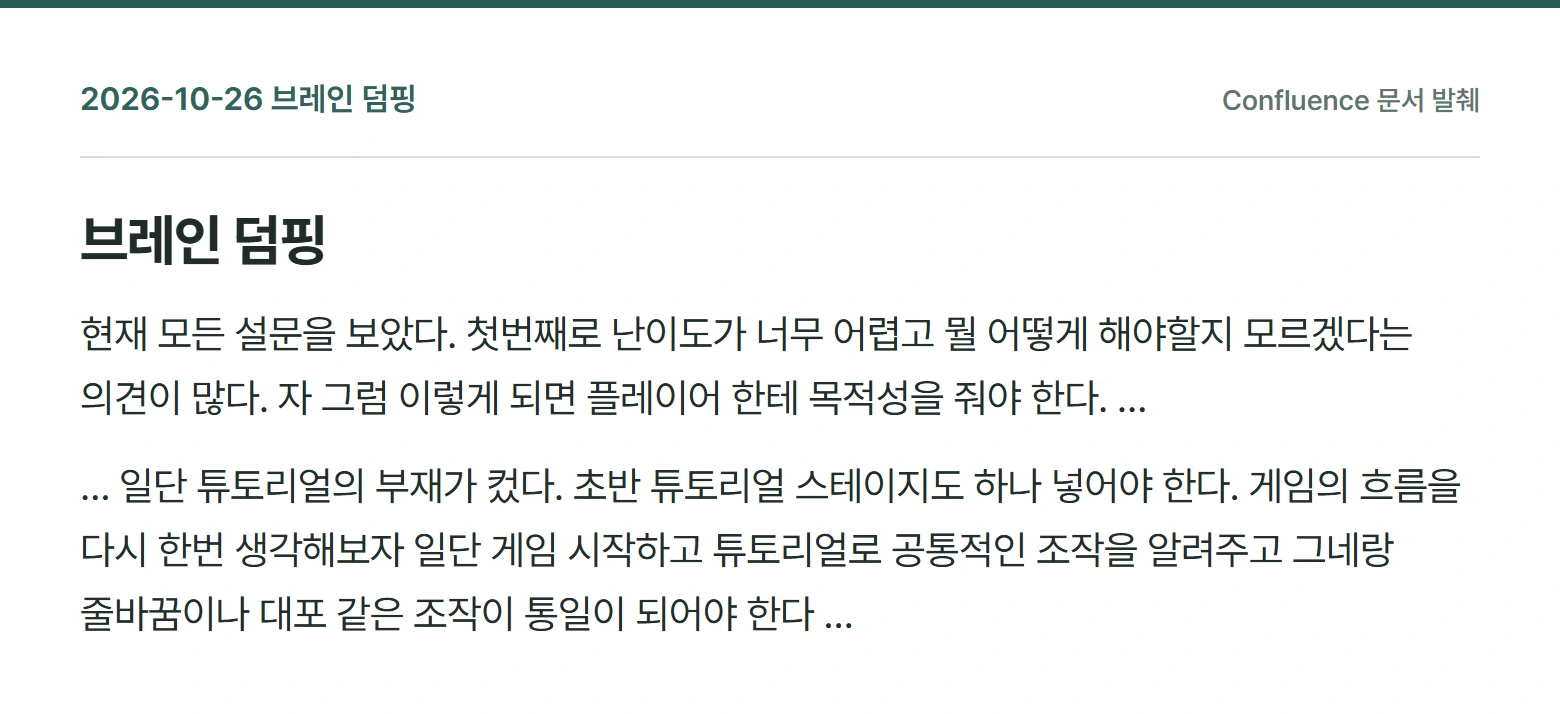 2026-10-26 브레인 덤핑
Confluence 문서 발췌
브레인 덤핑
현재 모든 설문을 보았다. 첫번째로 난이도가 너무 어렵고 뭘 어떻게 해야할지 모르겠다는
의견이 많다. 자 그럼 이렇게 되면 플레이어 한테 목적성을 줘야 한다. ...
... 일단 튜토리얼의 부재가 컸다. 초반 튜토리얼 스테이지도 하나 넣어야 한다. 게임의 흐름을
다시 한번 생각해보자 일단 게임 시작하고 튜토리얼로 공통적인 조작을 알려주고 그네랑
줄바꿈이나 대포 같은 조작이 통일이 되어야 한다 ...